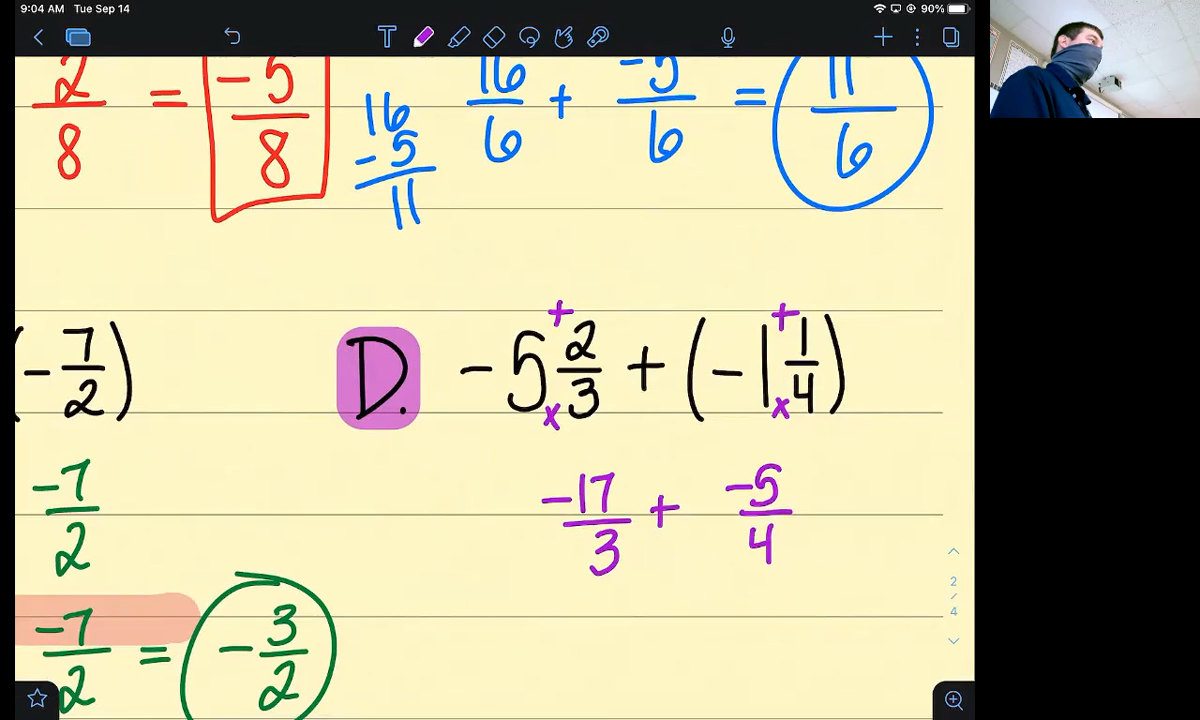 9:04 AM Tue Sep 14 90%
T
2/8 = -5/8
16
- 5
11
16/6 + -5/6 = 11/6
(-7/2)
D. -5 2/3 + (-1 1/4)
+ +
x x
-7/2
-17/3 + -5/4
-7/2 = -3/2
2
/
4